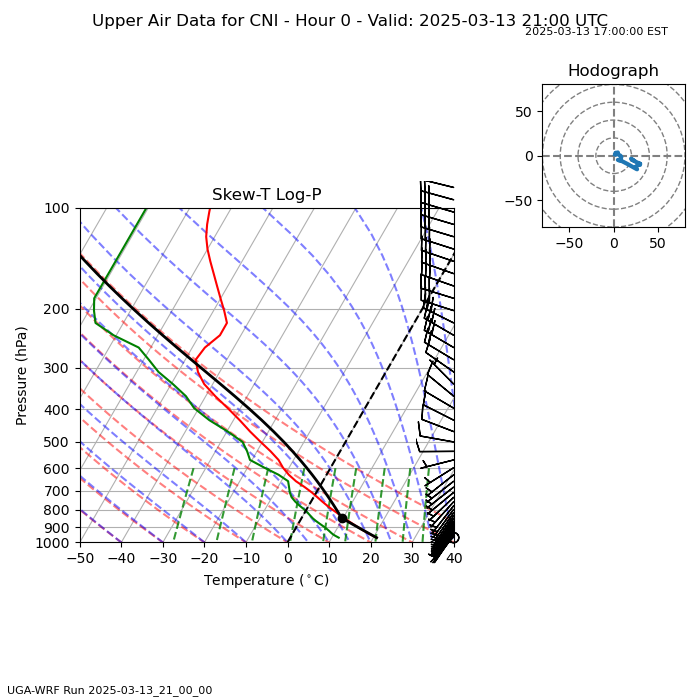 Upper Air Data for CNI - Hour 0 - Valid: 2025-03-13 21:00 UTC
2025-03-13 17:00:00 EST
Hodograph
50
0
−50
−50 0 50
Skew-T Log-P
100
200
300
400
500
600
700
800
900
1000
Pressure (hPa)
−50 −40 −30 −20 −10 0 10 20 30 40
Temperature (°C)
UGA-WRF Run 2025-03-13_21_00_00